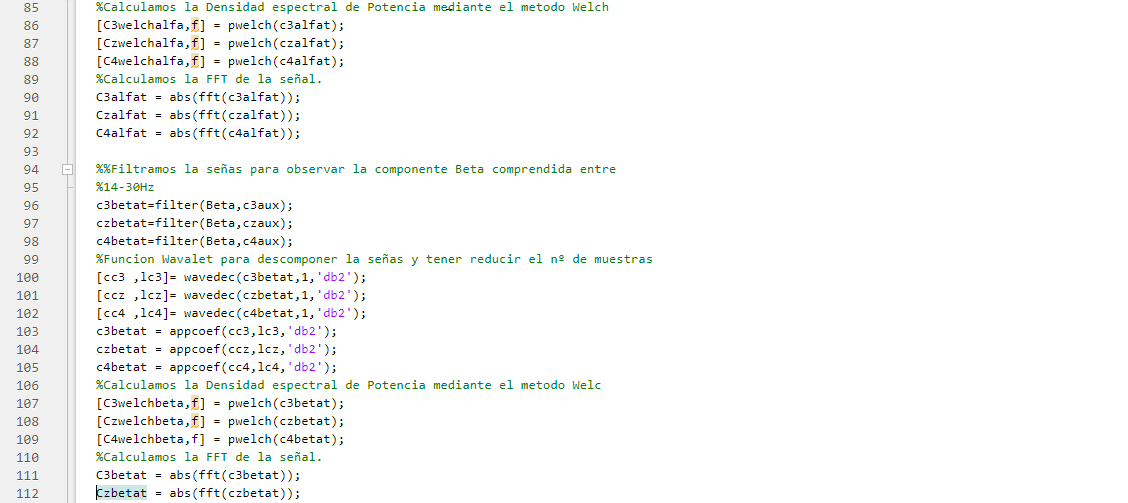 85 %Calculamos la Densidad espectral de Potencia mediante el metodo Welch
86 [C3welchalfa,f] = pwelch(c3alfat);
87 [Czwelchalfa,f] = pwelch(czalfat);
88 [C4welchalfa,f] = pwelch(c4alfat);
89 %Calculamos la FFT de la señal.
90 C3alfat = abs(fft(c3alfat));
91 Czalfat = abs(fft(czalfat));
92 C4alfat = abs(fft(c4alfat));
93
94 %%Filtramos la señas para observar la componente Beta comprendida entre
95 %14-30Hz
96 c3betat=filter(Beta,c3aux);
97 czbetat=filter(Beta,czaux);
98 c4betat=filter(Beta,c4aux);
99 %Funcion Wavalet para descomponer la señas y tener reducir el nº de muestras
100 [cc3 ,lc3]= wavedec(c3betat,1,'db2');
101 [ccz ,lcz]= wavedec(czbetat,1,'db2');
102 [cc4 ,lc4]= wavedec(c4betat,1,'db2');
103 c3betat = appcoef(cc3,lc3,'db2');
104 czbetat = appcoef(ccz,lcz,'db2');
105 c4betat = appcoef(cc4,lc4,'db2');
106 %Calculamos la Densidad espectral de Potencia mediante el metodo Welc
107 [C3welchbeta,f] = pwelch(c3betat);
108 [Czwelchbeta,f] = pwelch(czbetat);
109 [C4welchbeta,f] = pwelch(c4betat);
110 %Calculamos la FFT de la señal.
111 C3betat = abs(fft(c3betat));
112 Czbetat = abs(fft(czbetat));